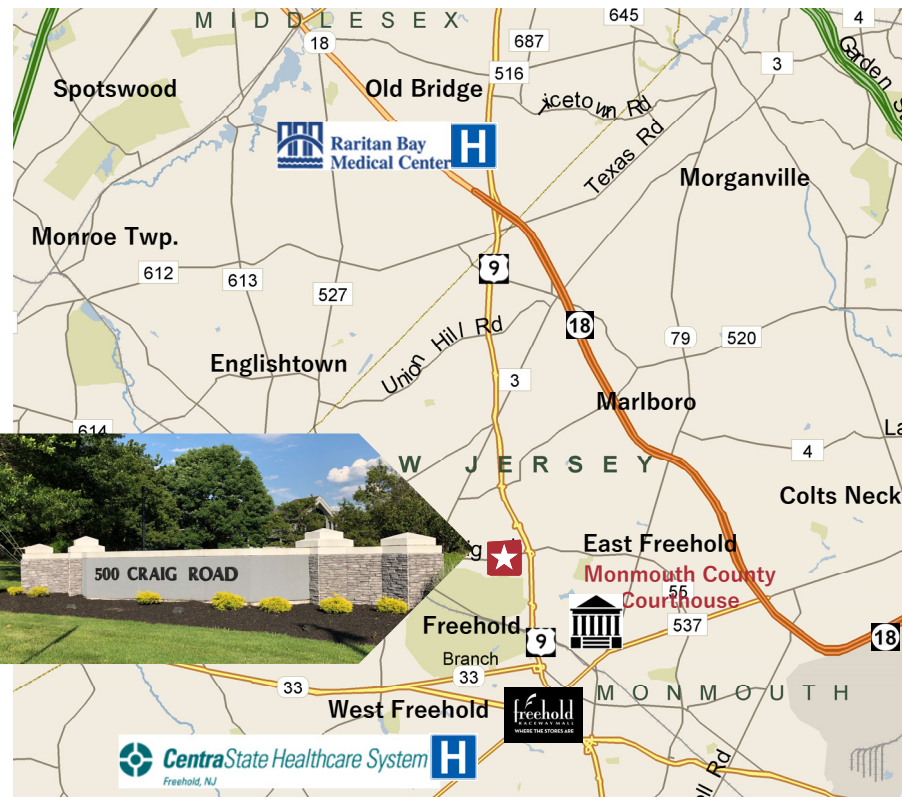 MIDDLESEX
645
4
18
687
3
Garden
516
Spotswood
Old Bridge
Texas Rd
Raritan Bay
Medical Center
H
Morganville
Monroe Twp.
612
613
527
9
18
Union Hill Rd
79
520
Englishtown
3
Marlboro
614
4
W JERSEY
Colts Neck
East Freehold
500 CRAIG ROAD
Monmouth County
Courthouse
537
Freehold
9
18
Branch
33
33
West Freehold
MONMOUTH
freehold
RACEWAY MALL
WHERE THE STORES ARE
CentraState Healthcare System
H
Freehold, NJ
Rd